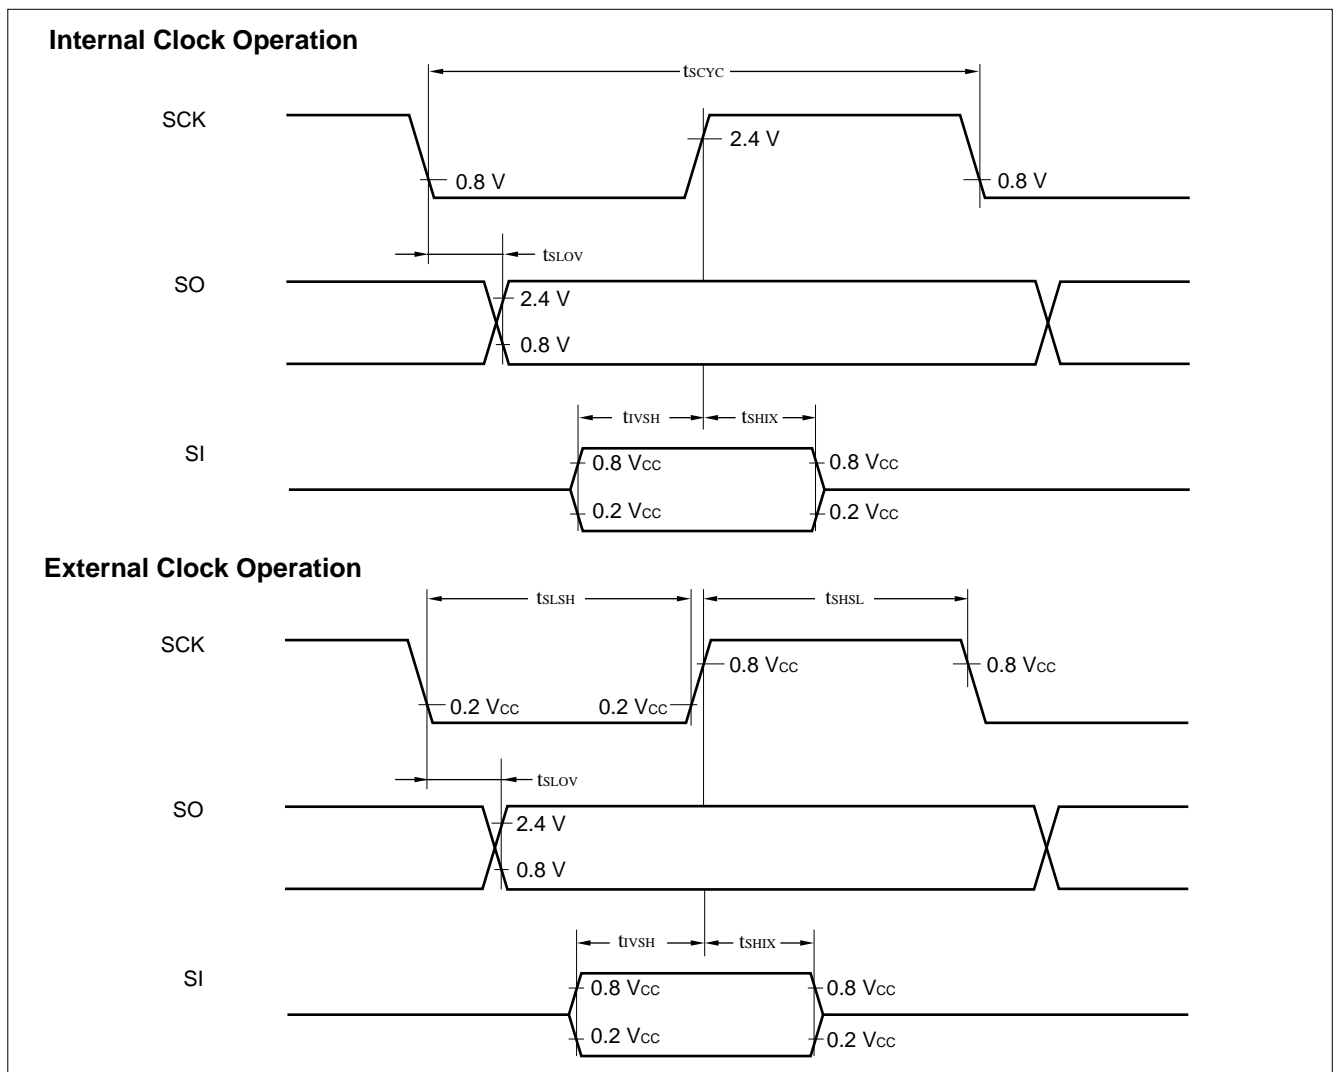 Internal Clock Operation
tSCYC
SCK
2.4 V
0.8 V
0.8 V
tSLOV
SO
2.4 V
0.8 V
tIVSH
tSHIX
SI
0.8 VCC
0.8 VCC
0.2 VCC
0.2 VCC
External Clock Operation
tSLSH
tSHSL
SCK
0.8 VCC
0.8 VCC
0.2 VCC
0.2 VCC
tSLOV
SO
2.4 V
0.8 V
tIVSH
tSHIX
SI
0.8 VCC
0.8 VCC
0.2 VCC
0.2 VCC